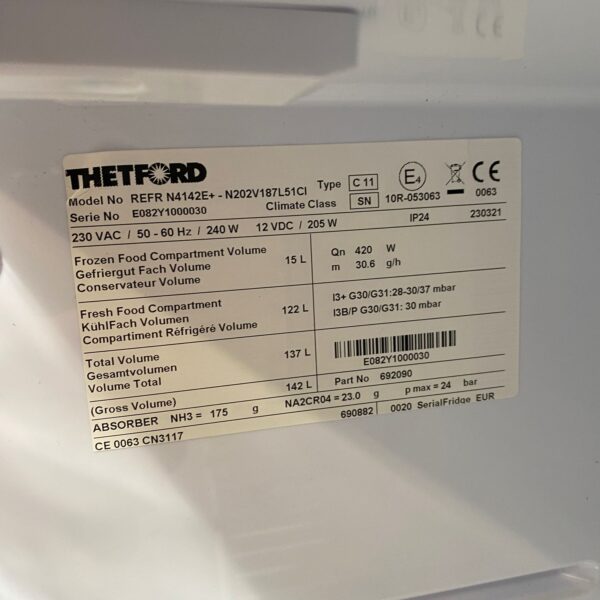 THETFORD
Model No REFR N4142E+ - N202V187L51CI Type C 11 E4 CE
Serie No E082Y1000030 Climate Class SN 10R-053063 0063
230 VAC / 50 - 60 Hz / 240 W 12 VDC / 205 W IP24 230321
Frozen Food Compartment Volume
Gefriergut Fach Volume 15 L
Conservateur Volume
Qn 420 W
m 30.6 g/h
Fresh Food Compartment
KühlFach Volumen 122 L
Compartiment Réfrigéré Volume
I3+ G30/G31:28-30/37 mbar
I3B/P G30/G31: 30 mbar
Total Volume
Gesamtvolumen 137 L
Volume Total
E082Y1000030
(Gross Volume) 142 L Part No 692090
ABSORBER NH3 = 175 g NA2CR04 = 23.0 g p max = 24 bar
CE 0063 CN3117 690882 0020 SerialFridge EUR